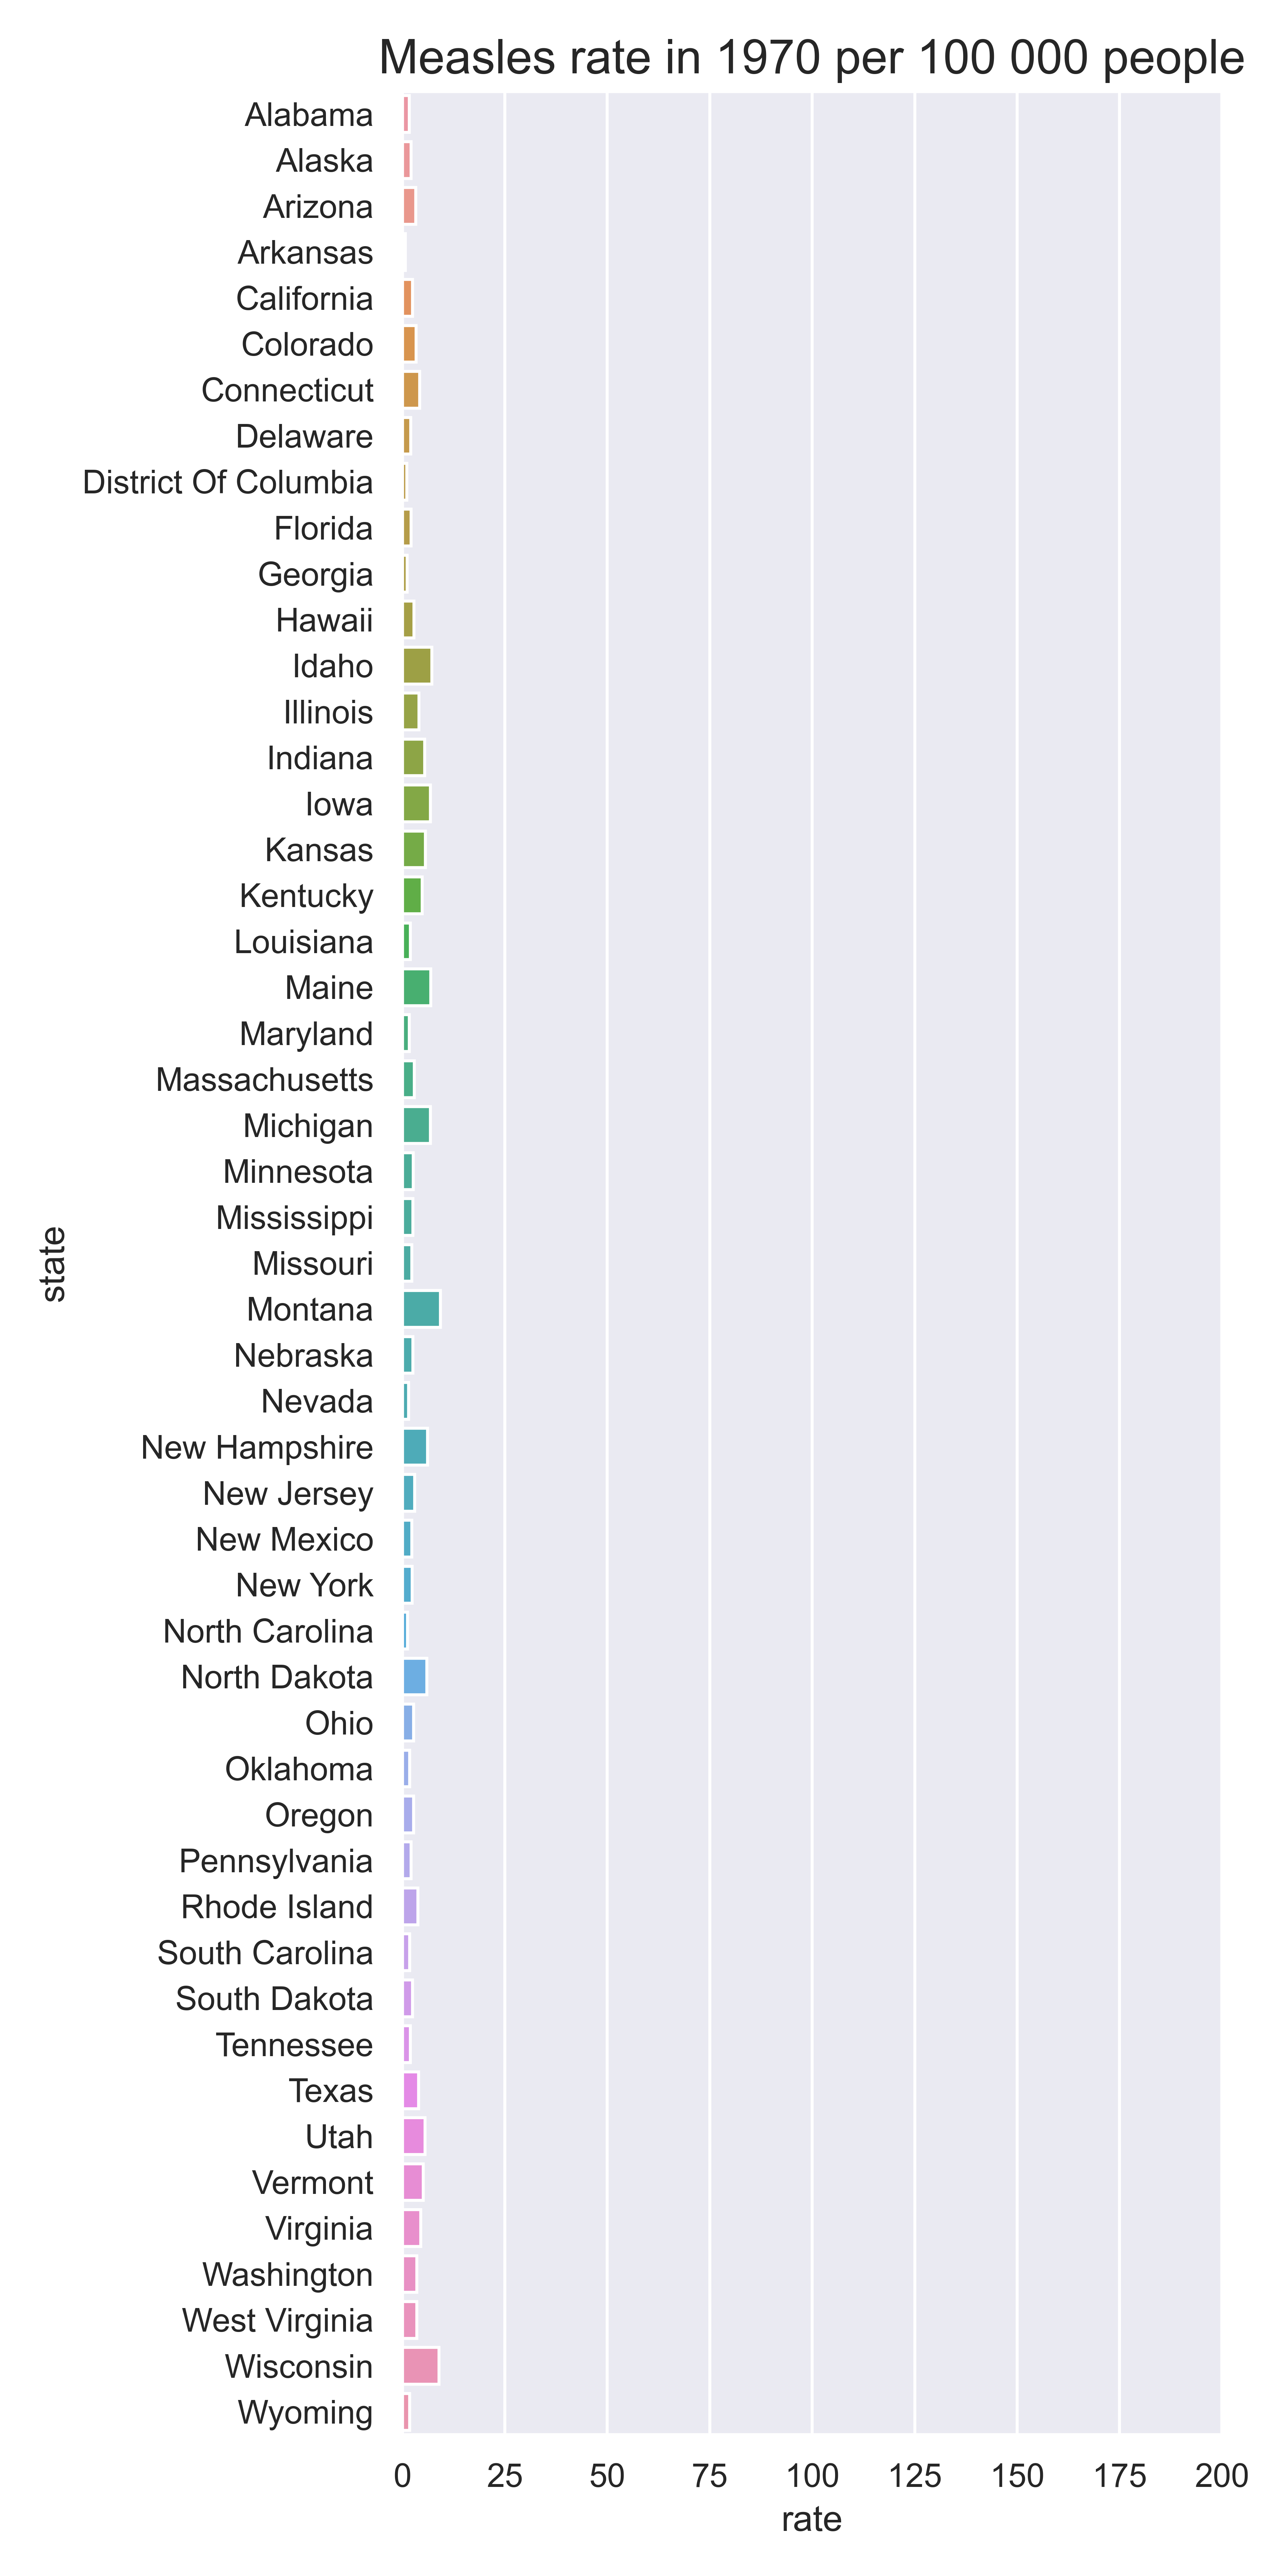 Measles rate in 1970 per 100 000 people
Alabama
Alaska
Arizona
Arkansas
California
Colorado
Connecticut
Delaware
District Of Columbia
Florida
Georgia
Hawaii
Idaho
Illinois
Indiana
Iowa
Kansas
Kentucky
Louisiana
Maine
Maryland
Massachusetts
Michigan
Minnesota
Mississippi
Missouri
Montana
Nebraska
Nevada
New Hampshire
New Jersey
New Mexico
New York
North Carolina
North Dakota
Ohio
Oklahoma
Oregon
Pennsylvania
Rhode Island
South Carolina
South Dakota
Tennessee
Texas
Utah
Vermont
Virginia
Washington
West Virginia
Wisconsin
Wyoming
state
0 25 50 75 100 125 150 175 200
rate